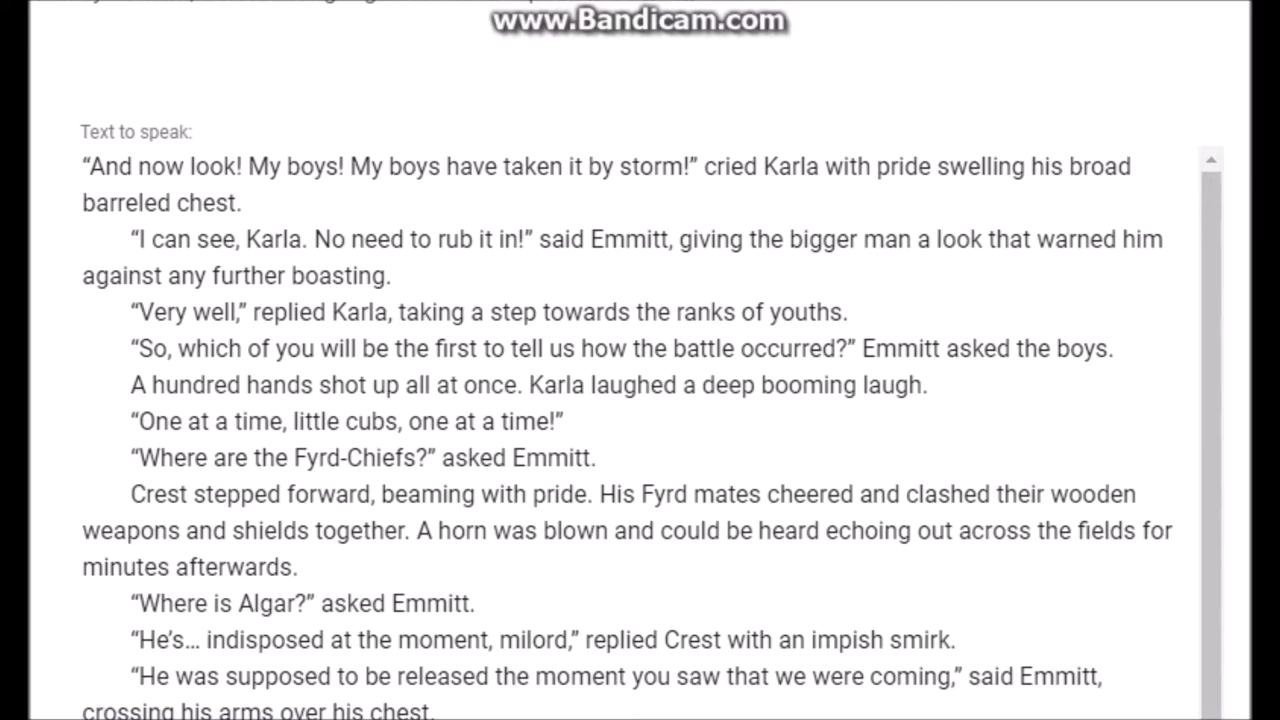 www.Bandicam.com
Text to speak:
“And now look! My boys! My boys have taken it by storm!” cried Karla with pride swelling his broad
barreled chest.
“I can see, Karla. No need to rub it in!” said Emmitt, giving the bigger man a look that warned him
against any further boasting.
“Very well,” replied Karla, taking a step towards the ranks of youths.
“So, which of you will be the first to tell us how the battle occurred?” Emmitt asked the boys.
A hundred hands shot up all at once. Karla laughed a deep booming laugh.
“One at a time, little cubs, one at a time!”
“Where are the Fyrd-Chiefs?” asked Emmitt.
Crest stepped forward, beaming with pride. His Fyrd mates cheered and clashed their wooden
weapons and shields together. A horn was blown and could be heard echoing out across the fields for
minutes afterwards.
“Where is Algar?” asked Emmitt.
“He’s… indisposed at the moment, milord,” replied Crest with an impish smirk.
“He was supposed to be released the moment you saw that we were coming,” said Emmitt,
crossing his arms over his chest.